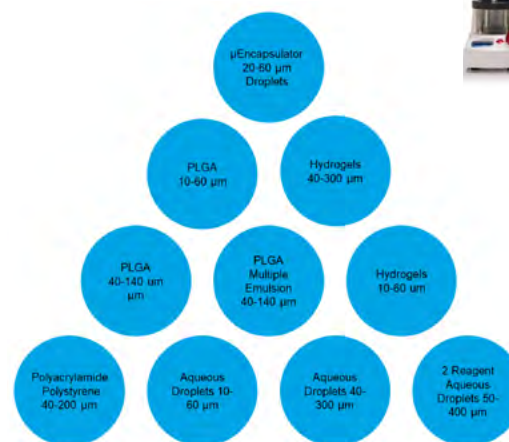 µEncapsulator
20-60 µm
Droplets
PLGA
10-60 µm
Hydrogels
40-300 µm
PLGA
40-140 um
µm
PLGA
Multiple
Emulsion
40-140 µm
Hydrogels
10-60 um
Polyacrylamide
Polystyrene
40-200 µm
Aqueous
Droplets 10-
60 µm
Aqueous
Droplets 40-
300 µm
2 Reagent
Aqueous
Droplets 50-
400 µm